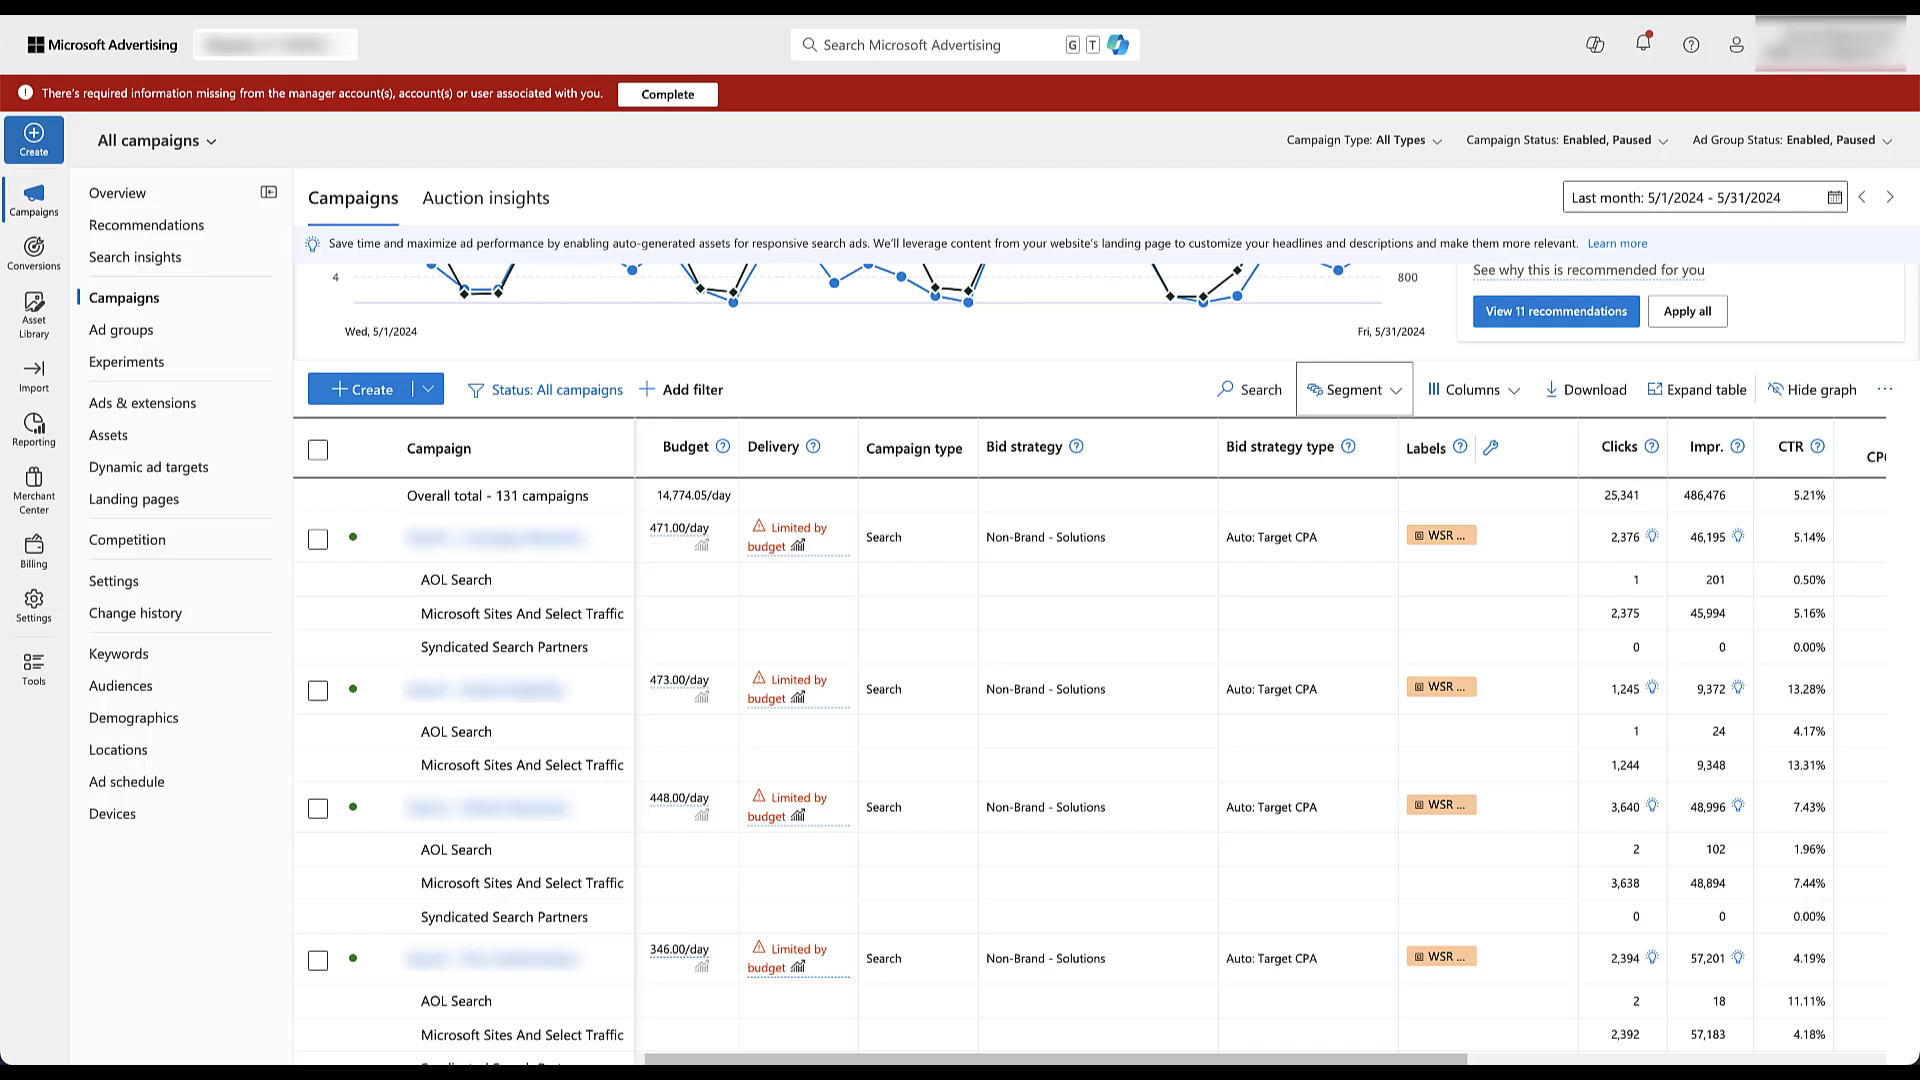 Microsoft Advertising
Search Microsoft Advertising
G T
There's required information missing from the manager account(s), account(s) or user associated with you.
Complete
Create
All campaigns
Campaign Type: All Types
Campaign Status: Enabled, Paused
Ad Group Status: Enabled, Paused
Campaigns
Conversions
Asset Library
Import
Reporting
Merchant Center
Billing
Settings
Tools
Overview
Recommendations
Search insights
Campaigns
Ad groups
Experiments
Ads & extensions
Assets
Dynamic ad targets
Landing pages
Competition
Settings
Change history
Keywords
Audiences
Demographics
Locations
Ad schedule
Devices
Campaigns
Auction insights
Last month: 5/1/2024 - 5/31/2024
Save time and maximize ad performance by enabling auto-generated assets for responsive search ads. We'll leverage content from your website's landing page to customize your headlines and descriptions and make them more relevant. Learn more
4
800
Wed, 5/1/2024
Fri, 5/31/2024
See why this is recommended for you
View 11 recommendations
Apply all
Create
Status: All campaigns
Add filter
Search
Segment
Columns
Download
Expand table
Hide graph
Campaign Budget Delivery Campaign type Bid strategy Bid strategy type Labels Clicks Impr. CTR
Overall total - 131 campaigns 14,774.05/day 25,341 486,476 5.21%
471.00/day Limited by budget Search Non-Brand - Solutions Auto: Target CPA WSR ... 2,376 46,195 5.14%
AOL Search 1 201 0.50%
Microsoft Sites And Select Traffic 2,375 45,994 5.16%
Syndicated Search Partners 0 0 0.00%
473.00/day Limited by budget Search Non-Brand - Solutions Auto: Target CPA WSR ... 1,245 9,372 13.28%
AOL Search 1 24 4.17%
Microsoft Sites And Select Traffic 1,244 9,348 13.31%
448.00/day Limited by budget Search Non-Brand - Solutions Auto: Target CPA WSR ... 3,640 48,996 7.43%
AOL Search 2 102 1.96%
Microsoft Sites And Select Traffic 3,638 48,894 7.44%
Syndicated Search Partners 0 0 0.00%
346.00/day Limited by budget Search Non-Brand - Solutions Auto: Target CPA WSR ... 2,394 57,201 4.19%
AOL Search 2 18 11.11%
Microsoft Sites And Select Traffic 2,392 57,183 4.18%